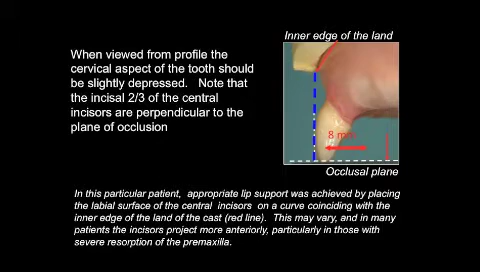 Inner edge of the land
When viewed from profile the
cervical aspect of the tooth should
be slightly depressed. Note that
the incisal 2/3 of the central
incisors are perpendicular to the
plane of occlusion
8 mm
Occlusal plane
In this particular patient, appropriate lip support was achieved by placing
the labial surface of the central incisors on a curve coinciding with the
inner edge of the land of the cast (red line). This may vary, and in many
patients the incisors project more anteriorly, particularly in those with
severe resorption of the premaxilla.